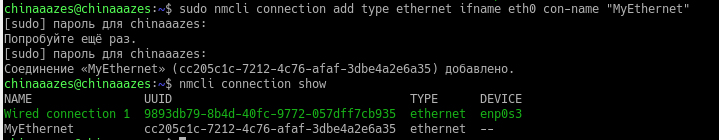 chinaaazes@chinaaazes:~$ sudo nmcli connection add type ethernet ifname eth0 con-name "MyEthernet"
[sudo] пароль для chinaaazes:
Попробуйте ещё раз.
[sudo] пароль для chinaaazes:
Соединение «MyEthernet» (cc205c1c-7212-4c76-afaf-3dbe4a2e6a35) добавлено.
chinaaazes@chinaaazes:~$ nmcli connection show
NAME                UUID                                  TYPE      DEVICE
Wired connection 1  9893db79-8b4d-40fc-9772-057dff7cb935  ethernet  enp0s3
MyEthernet          cc205c1c-7212-4c76-afaf-3dbe4a2e6a35  ethernet  --